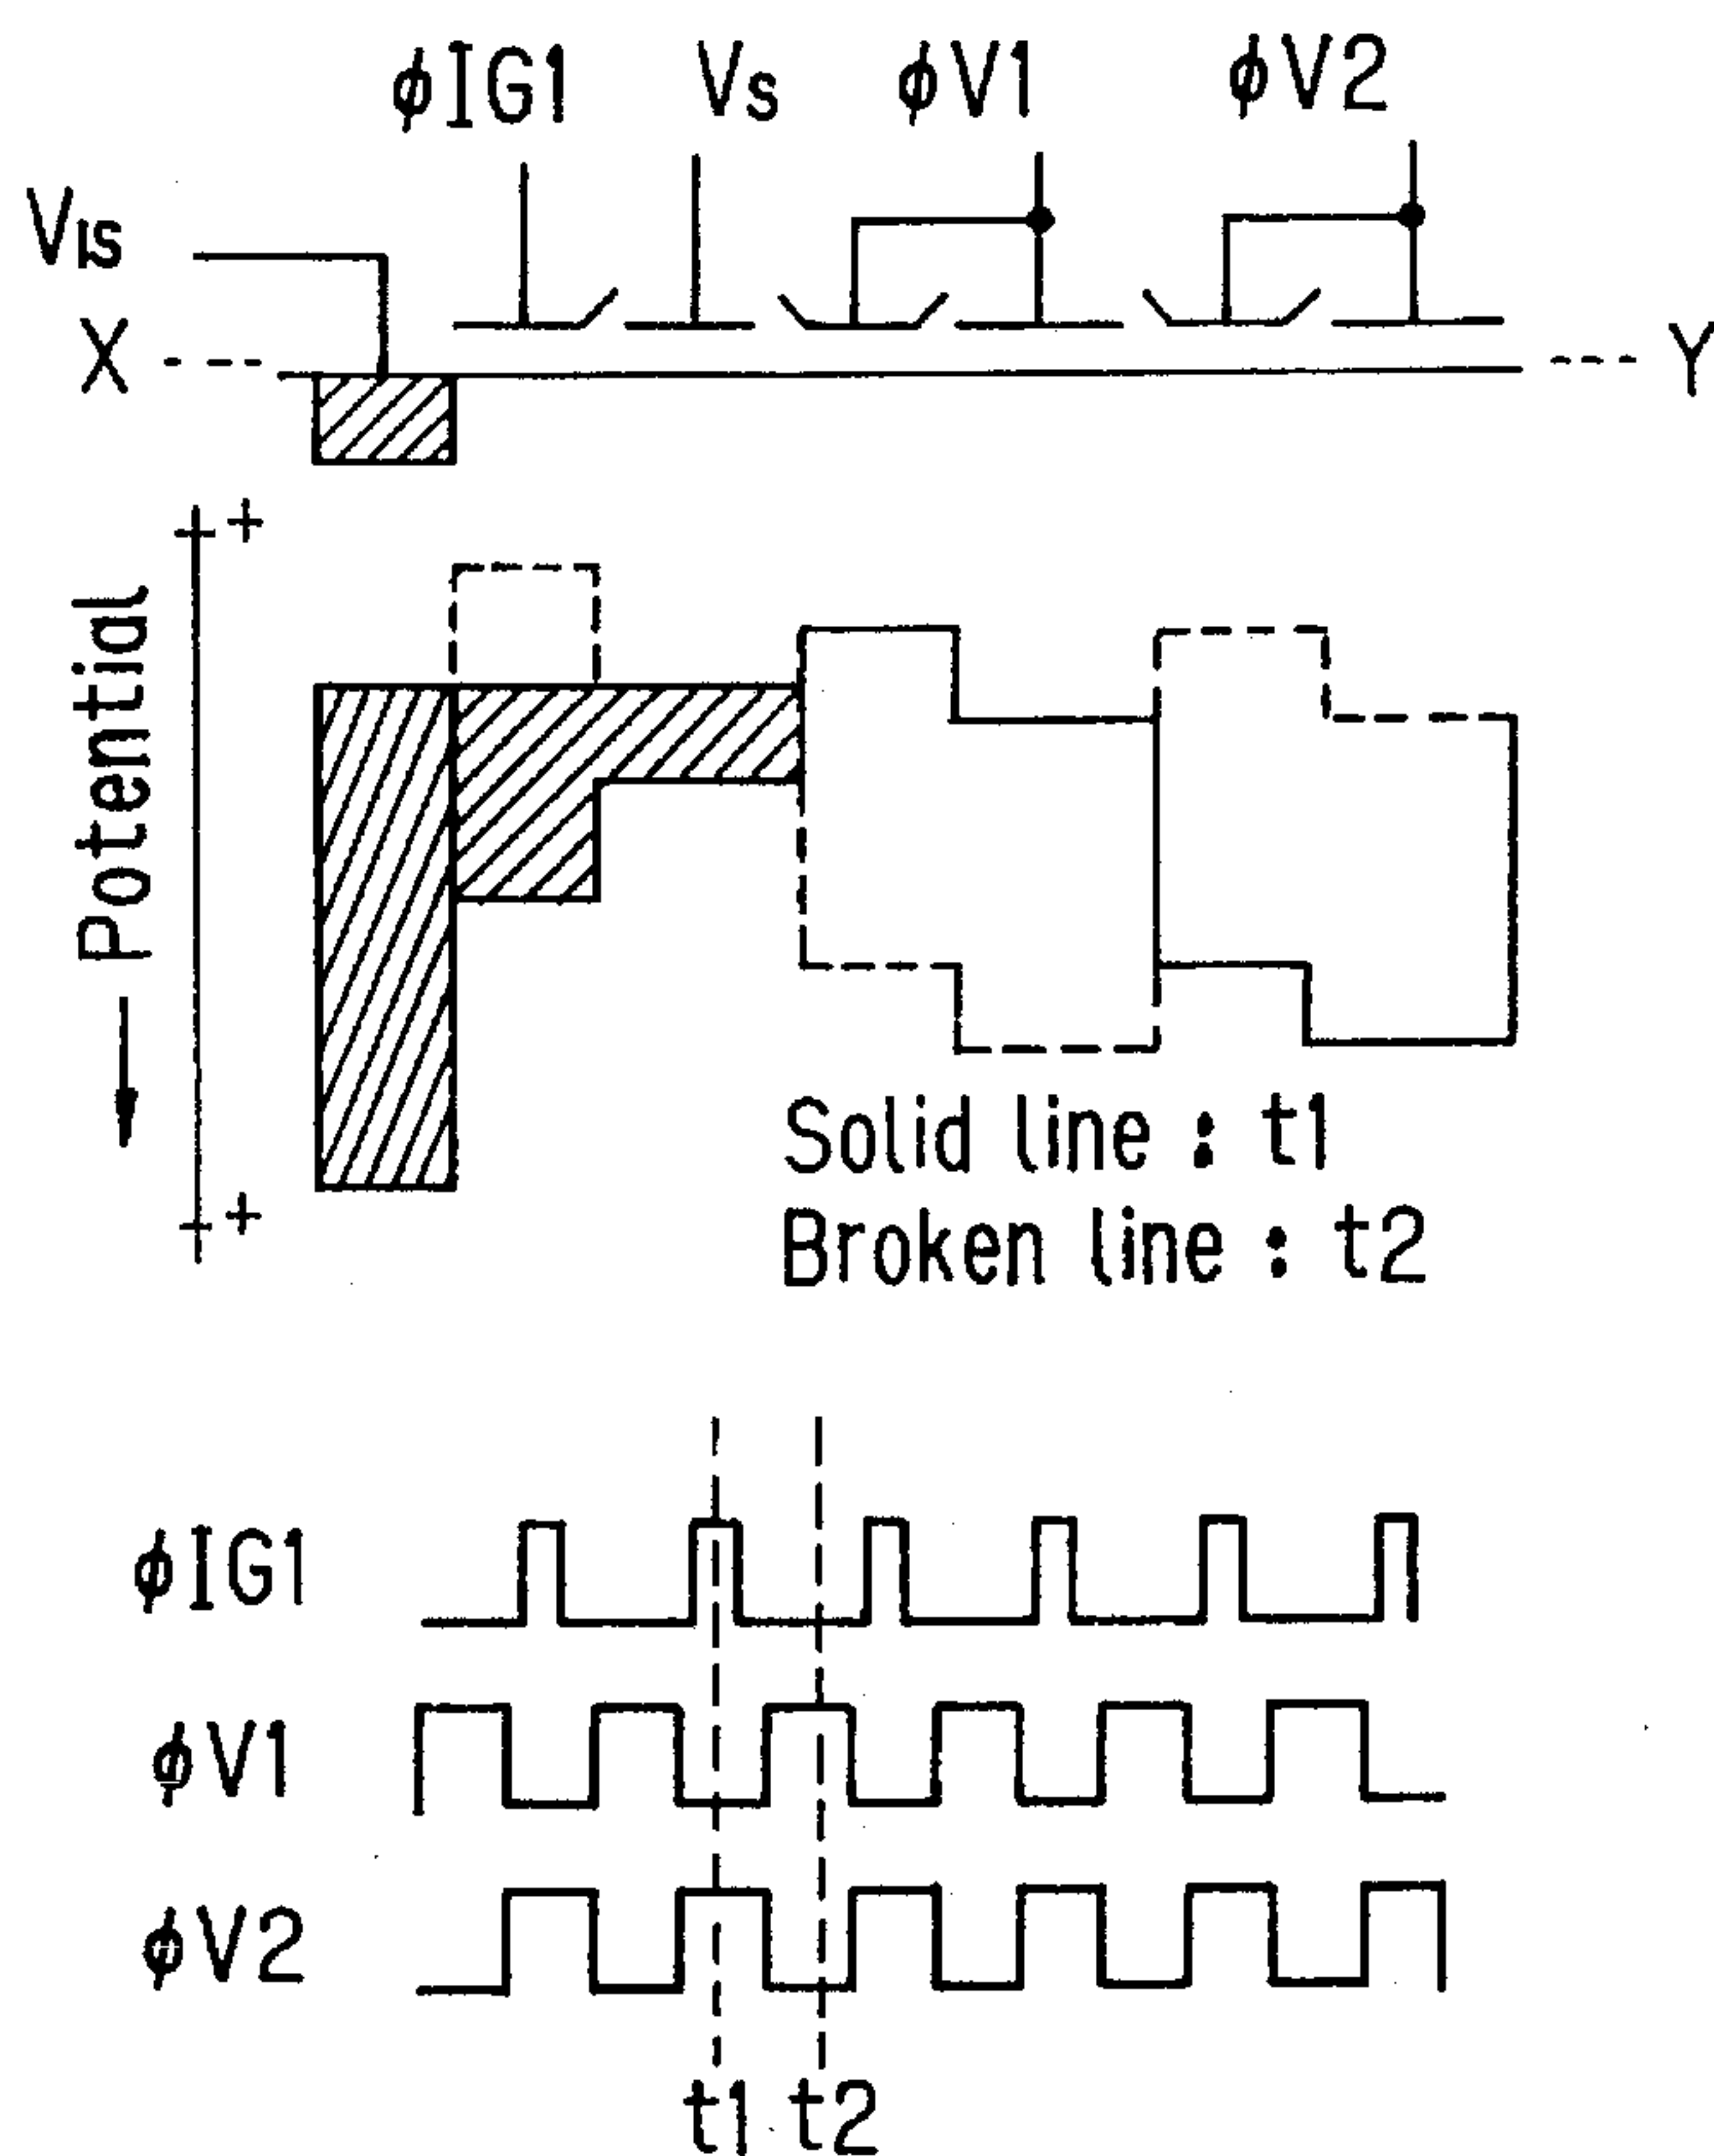 ϕIG1 Vs ϕV1 ϕV2
VIS
X --- --- Y
+
Potential
+
Solid line : t1
Broken line : t2
ϕIG1
ϕV1
ϕV2
t1 t2